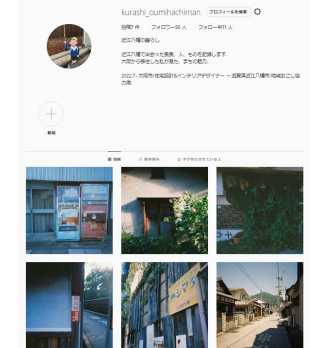 kurashi_oumihachiman プロフィールを編集
投稿7 件 フォロワー50 人 フォロー中71 人
近江八幡の暮らし
近江八幡で出会った風景、人、ものを記録します.
大阪から移住した私が見た、まちの魅力.
2022.7- 大阪市/住宅設計&インテリアデザイナー → 滋賀県近江八幡市/地域おこし協
力隊.
新規
投稿 保存済み タグ付けされている人